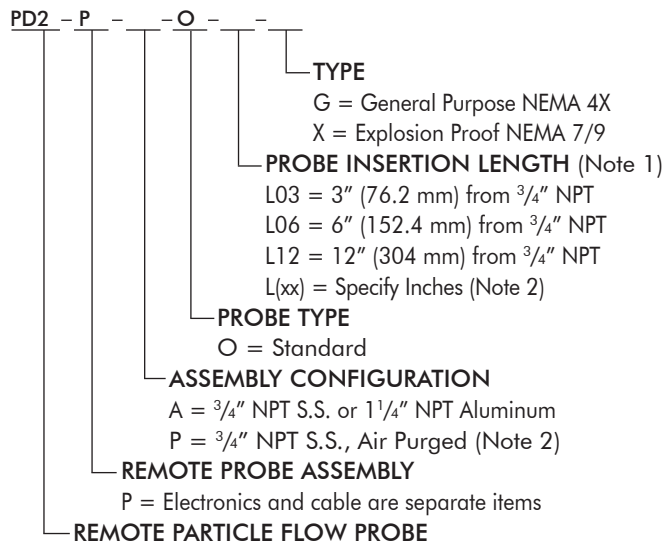 PD2 – P – – O – –
TYPE
G = General Purpose NEMA 4X
X = Explosion Proof NEMA 7/9
PROBE INSERTION LENGTH (Note 1)
L03 = 3” (76.2 mm) from 3/4” NPT
L06 = 6” (152.4 mm) from 3/4” NPT
L12 = 12” (304 mm) from 3/4” NPT
L(xx) = Specify Inches (Note 2)
PROBE TYPE
O = Standard
ASSEMBLY CONFIGURATION
A = 3/4” NPT S.S. or 11/4” NPT Aluminum
P = 3/4” NPT S.S., Air Purged (Note 2)
REMOTE PROBE ASSEMBLY
P = Electronics and cable are separate items
REMOTE PARTICLE FLOW PROBE